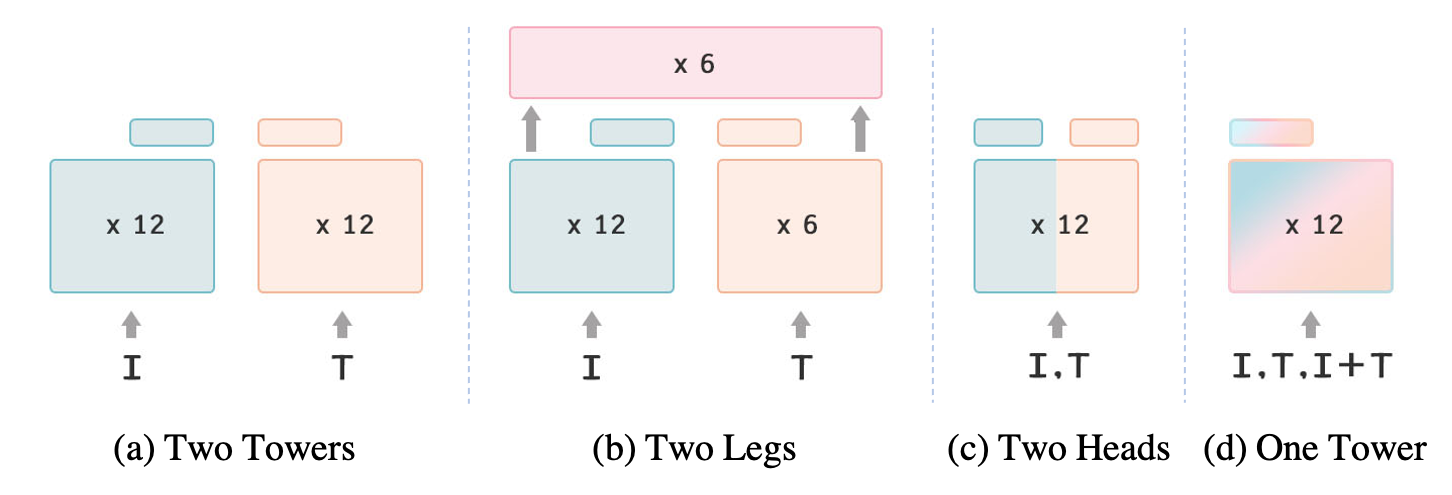 x 6
x 12
x 12
x 12
x 6
x 12
x 12
I
T
I
T
I,T
I,T,I+T
(a) Two Towers
(b) Two Legs
(c) Two Heads
(d) One Tower